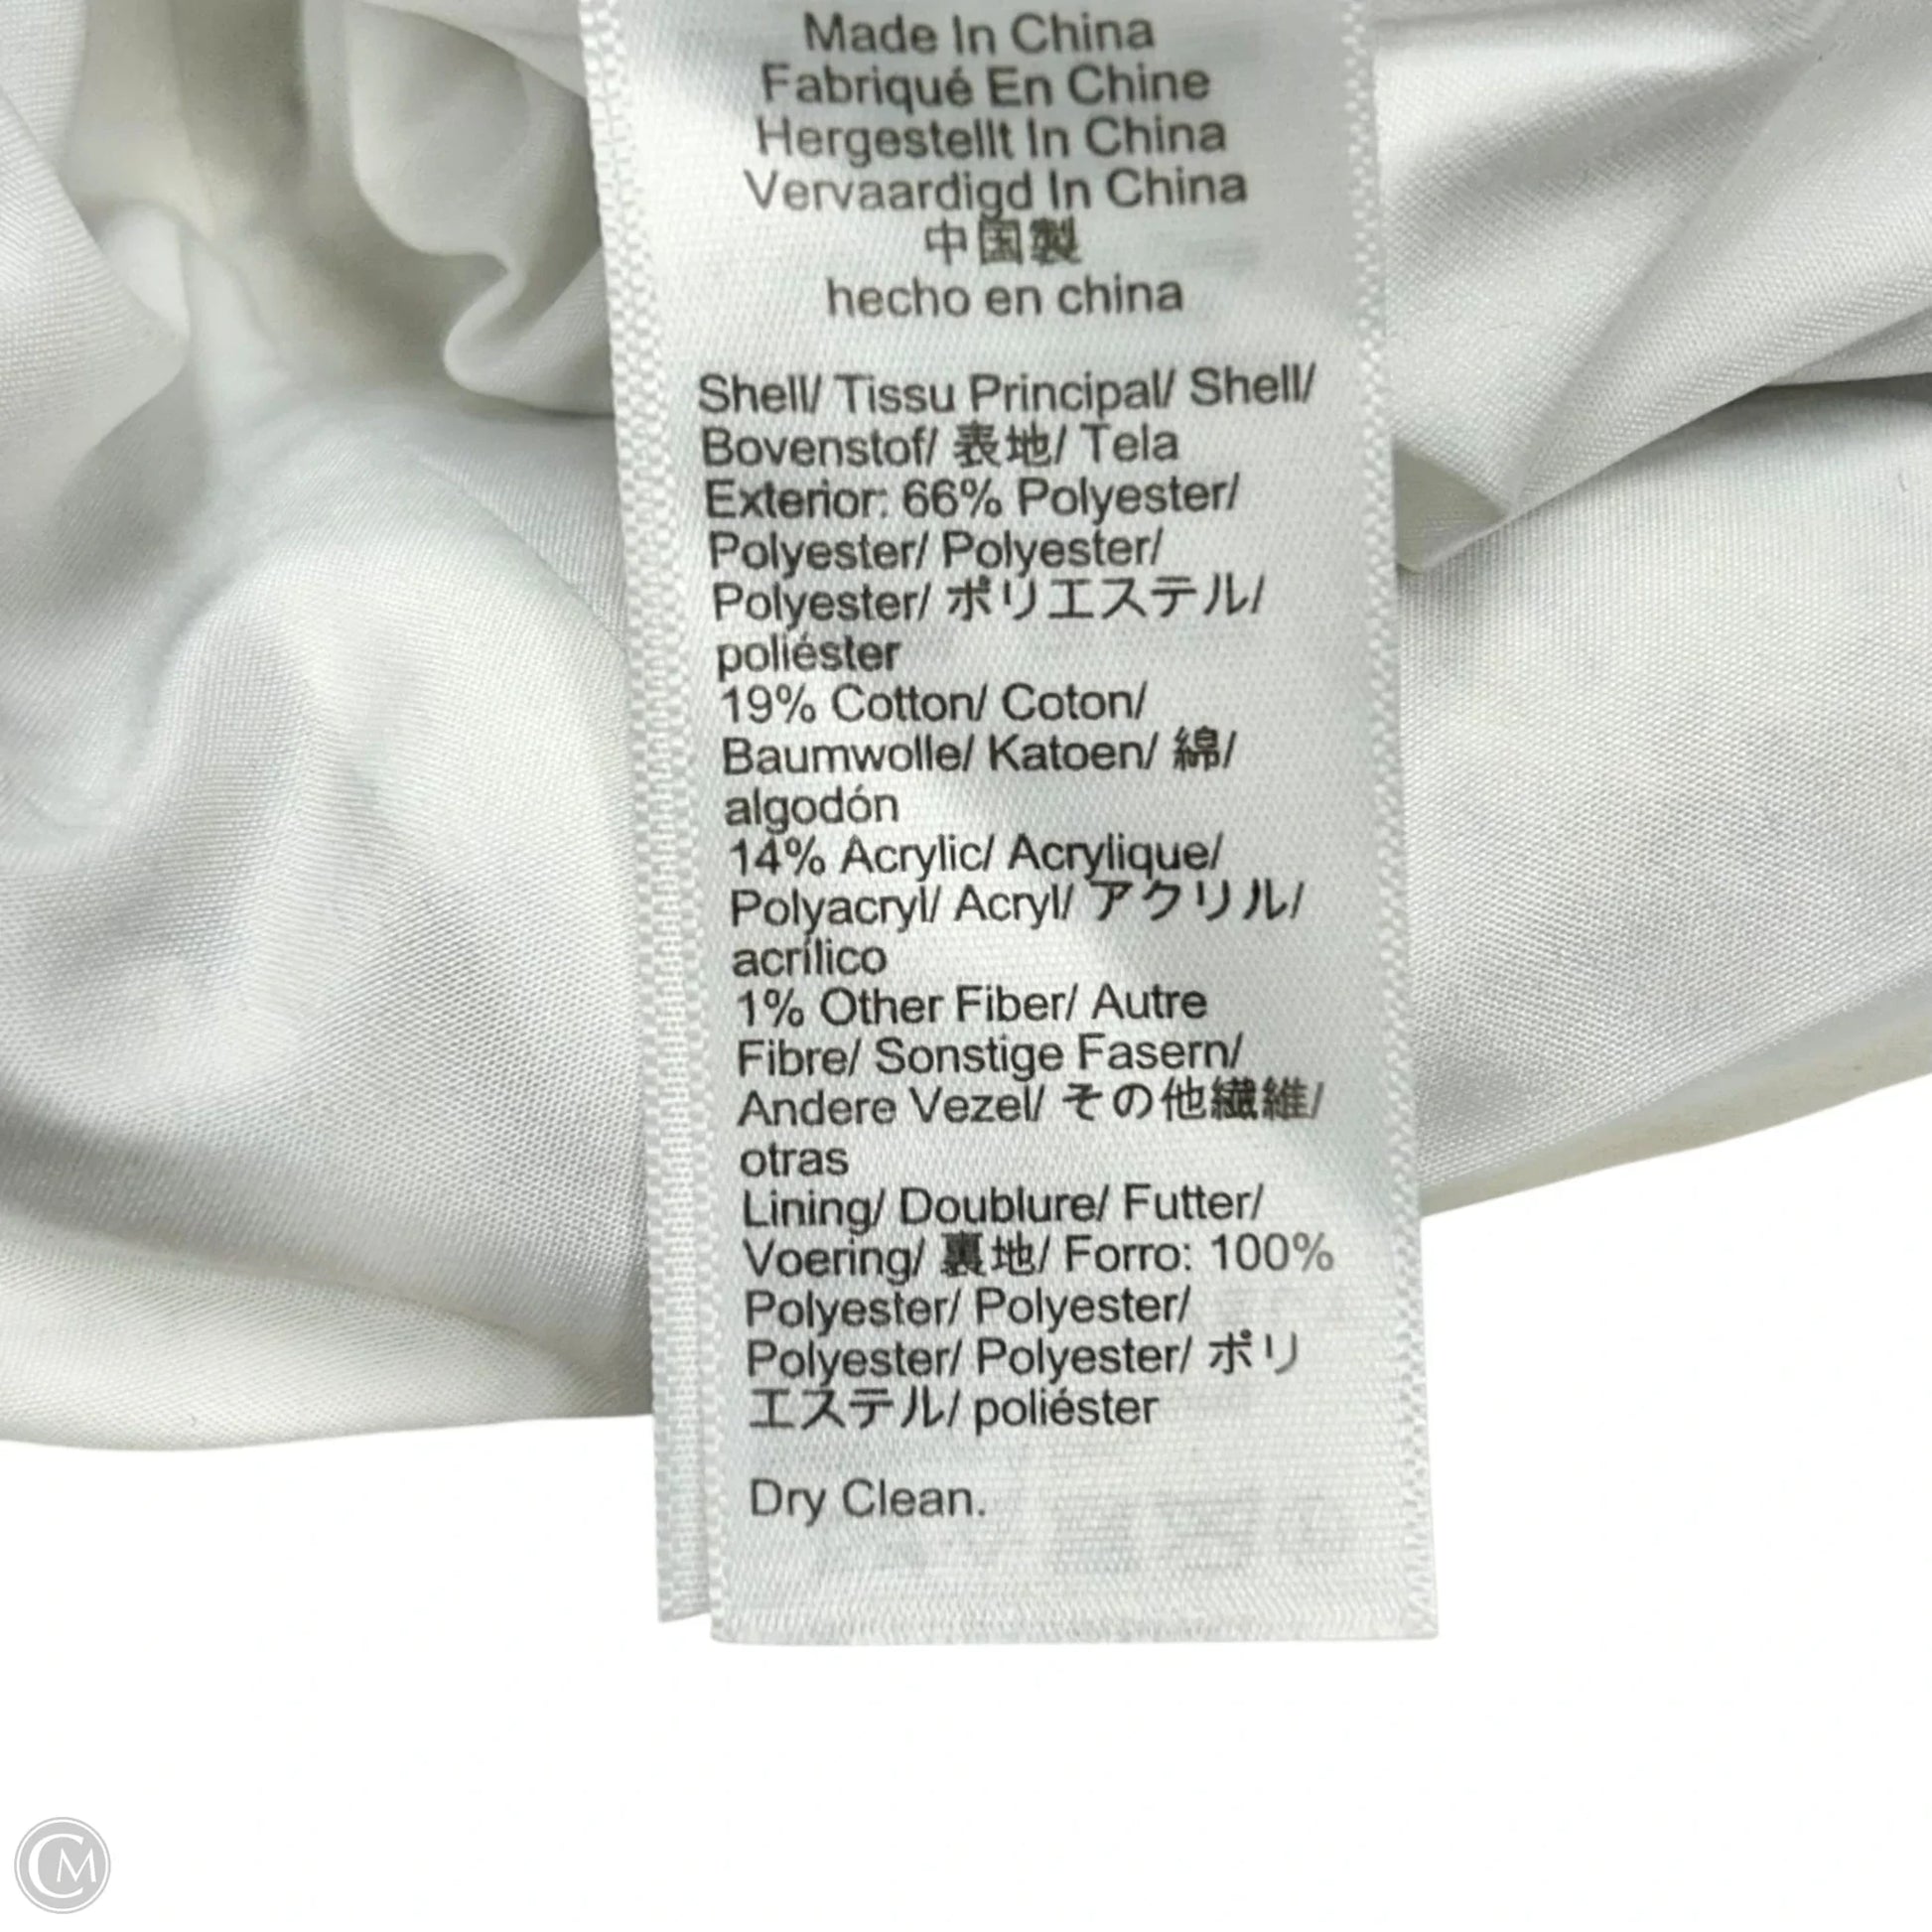 Made In China
Fabriqué En Chine
Hergestellt In China
Vervaardigd In China
中国製
hecho en china
Shell/ Tissu Principal/ Shell/
Bovenstof/ 表地/ Tela
Exterior: 66% Polyester/
Polyester/ Polyester/
Polyester/ ポリエステル/
poliéster
19% Cotton/ Coton/
Baumwolle/ Katoen/ 綿/
algodón
14% Acrylic/ Acrylique/
Polyacryl/ Acryl/ アクリル/
acrílico
1% Other Fiber/ Autre
Fibre/ Sonstige Fasern/
Andere Vezel/ その他繊維/
otras
Lining/ Doublure/ Futter/
Voering/ 裏地/ Forro: 100%
Polyester/ Polyester/
Polyester/ Polyester/ ポリ
エステル/ poliéster
Dry Clean.
CM